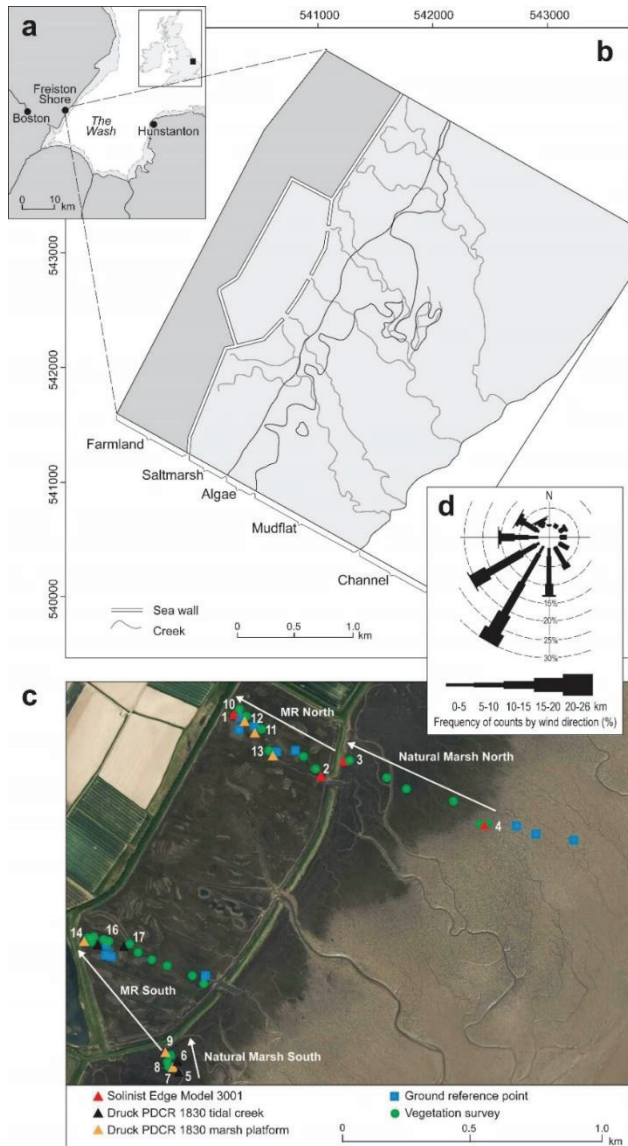 541000 542000 543000
a
b
Freiston
Shore
Boston
The
Wash
Hunstanton
0 10
km
543000
542000
541000
540000
Farmland
Saltmarsh
Algae
Mudflat
Channel
Sea wall
Creek
0 0.5 1.0
km
d
N
15%
20%
25%
30%
0-5 5-10 10-15 15-20 20-26 km
Frequency of counts by wind direction (%)
c
MR North
10
1
12
11
13
2
3
Natural Marsh North
4
14
16
17
MR South
9
6
8
5
7
Natural Marsh South
Solinist Edge Model 3001
Druck PDCR 1830 tidal creek
Druck PDCR 1830 marsh platform
Ground reference point
Vegetation survey
0 0.5 1.0
km